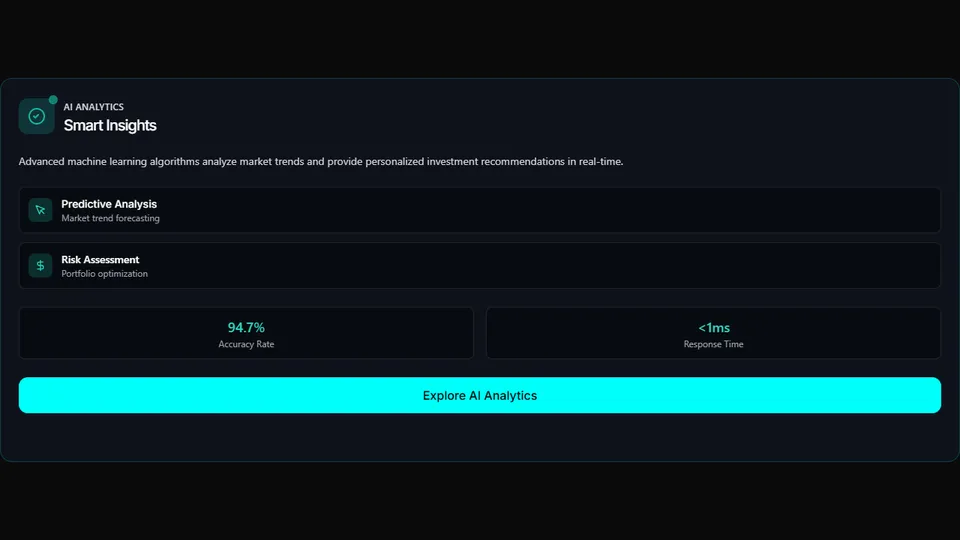 AI ANALYTICS
Smart Insights
Advanced machine learning algorithms analyze market trends and provide personalized investment recommendations in real-time.
Predictive Analysis
Market trend forecasting
$
Risk Assessment
Portfolio optimization
94.7%
Accuracy Rate
<1ms
Response Time
Explore AI Analytics